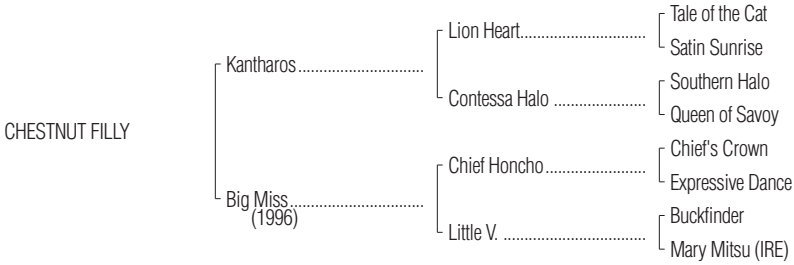 Tale of the Cat
Lion Heart..............................
Satin Sunrise
Kantharos..............................
Southern Halo
Contessa Halo ......................
Queen of Savoy
CHESTNUT FILLY
Chief's Crown
Chief Honcho........................
Expressive Dance
Big Miss................................
(1996)
Buckfinder
Little V. ..................................
Mary Mitsu (IRE)